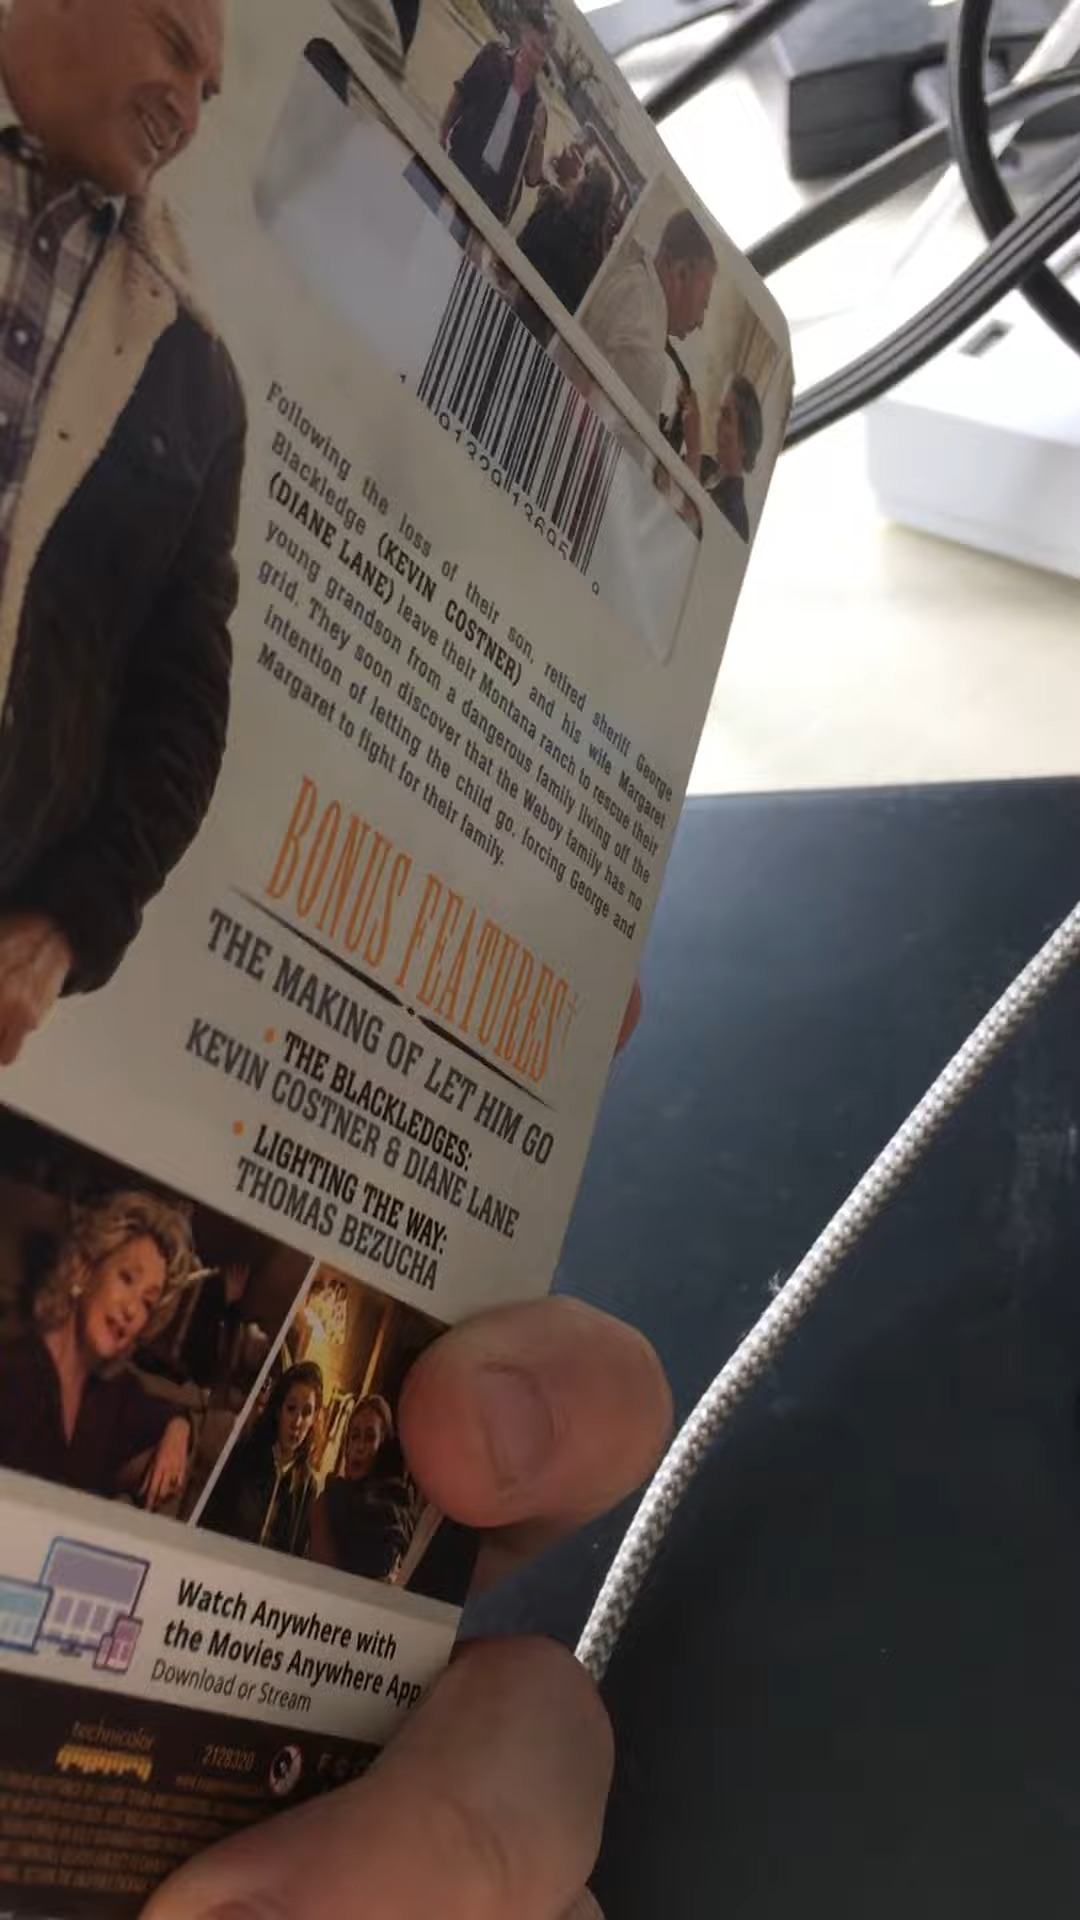 Following the loss of their son, retired sheriff George
Blackledge (KEVIN COSTNER) and his wife Margaret
(DIANE LANE) leave their Montana ranch to rescue their
young grandson from a dangerous family living off the
grid. They soon discover that the Weboy family has no
intention of letting the child go, forcing George and
Margaret to fight for their family.
BONUS FEATURES+
THE MAKING OF LET HIM GO
• THE BLACKLEDGES:
KEVIN COSTNER & DIANE LANE
• LIGHTING THE WAY:
THOMAS BEZUCHA
Watch Anywhere with
the Movies Anywhere App
Download or Stream
technicolor
2128320